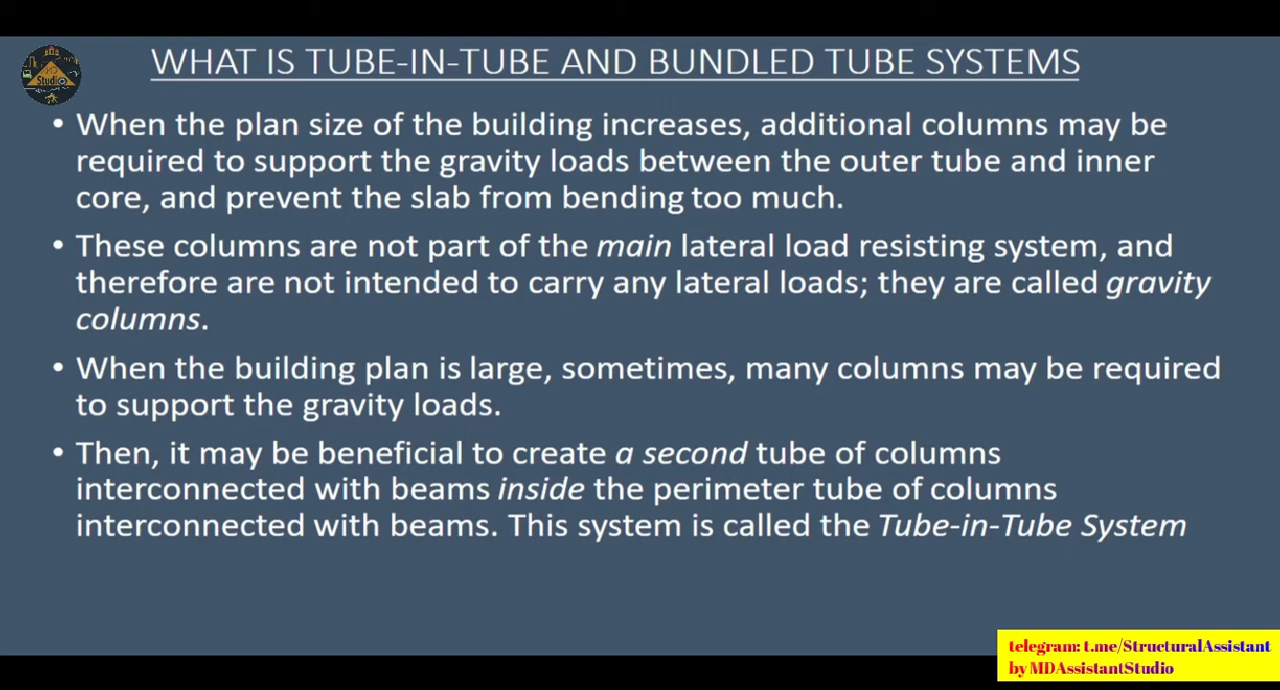 WHAT IS TUBE-IN-TUBE AND BUNDLED TUBE SYSTEMS
• When the plan size of the building increases, additional columns may be
required to support the gravity loads between the outer tube and inner
core, and prevent the slab from bending too much.
• These columns are not part of the main lateral load resisting system, and
therefore are not intended to carry any lateral loads; they are called gravity
columns.
• When the building plan is large, sometimes, many columns may be required
to support the gravity loads.
• Then, it may be beneficial to create a second tube of columns
interconnected with beams inside the perimeter tube of columns
interconnected with beams. This system is called the Tube-in-Tube System
telegram: t.me/StructuralAssistant
by MDAssistantStudio